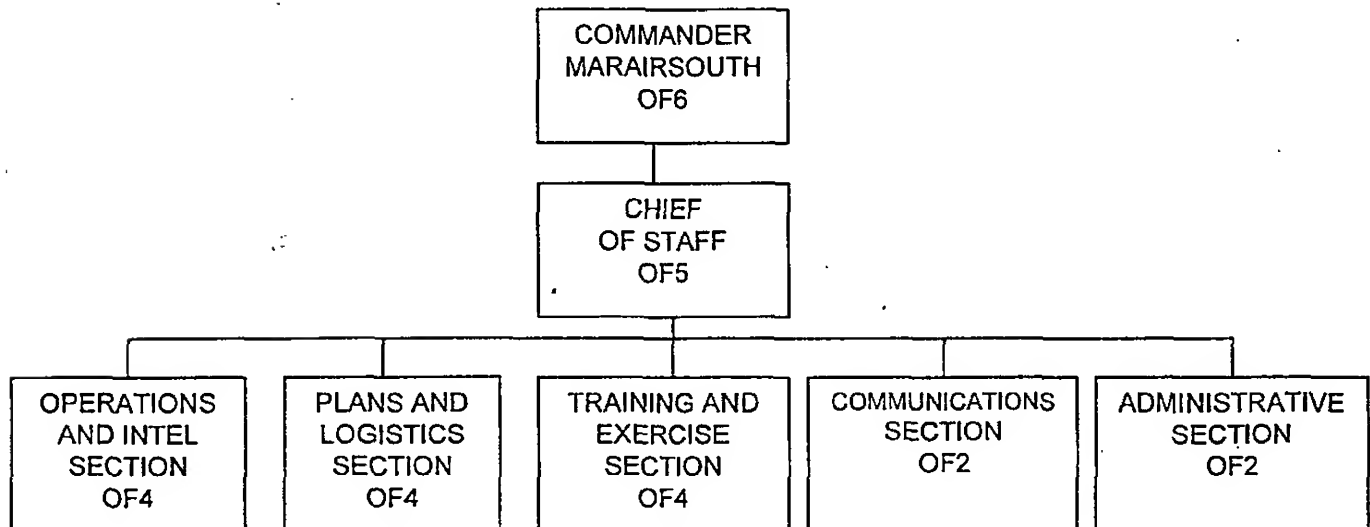 COMMANDER
MARAIRSOUTH
OF6
CHIEF
OF STAFF
OF5
OPERATIONS
AND INTEL
SECTION
OF4
PLANS AND
LOGISTICS
SECTION
OF4
TRAINING AND
EXERCISE
SECTION
OF4
COMMUNICATIONS
SECTION
OF2
ADMINISTRATIVE
SECTION
OF2